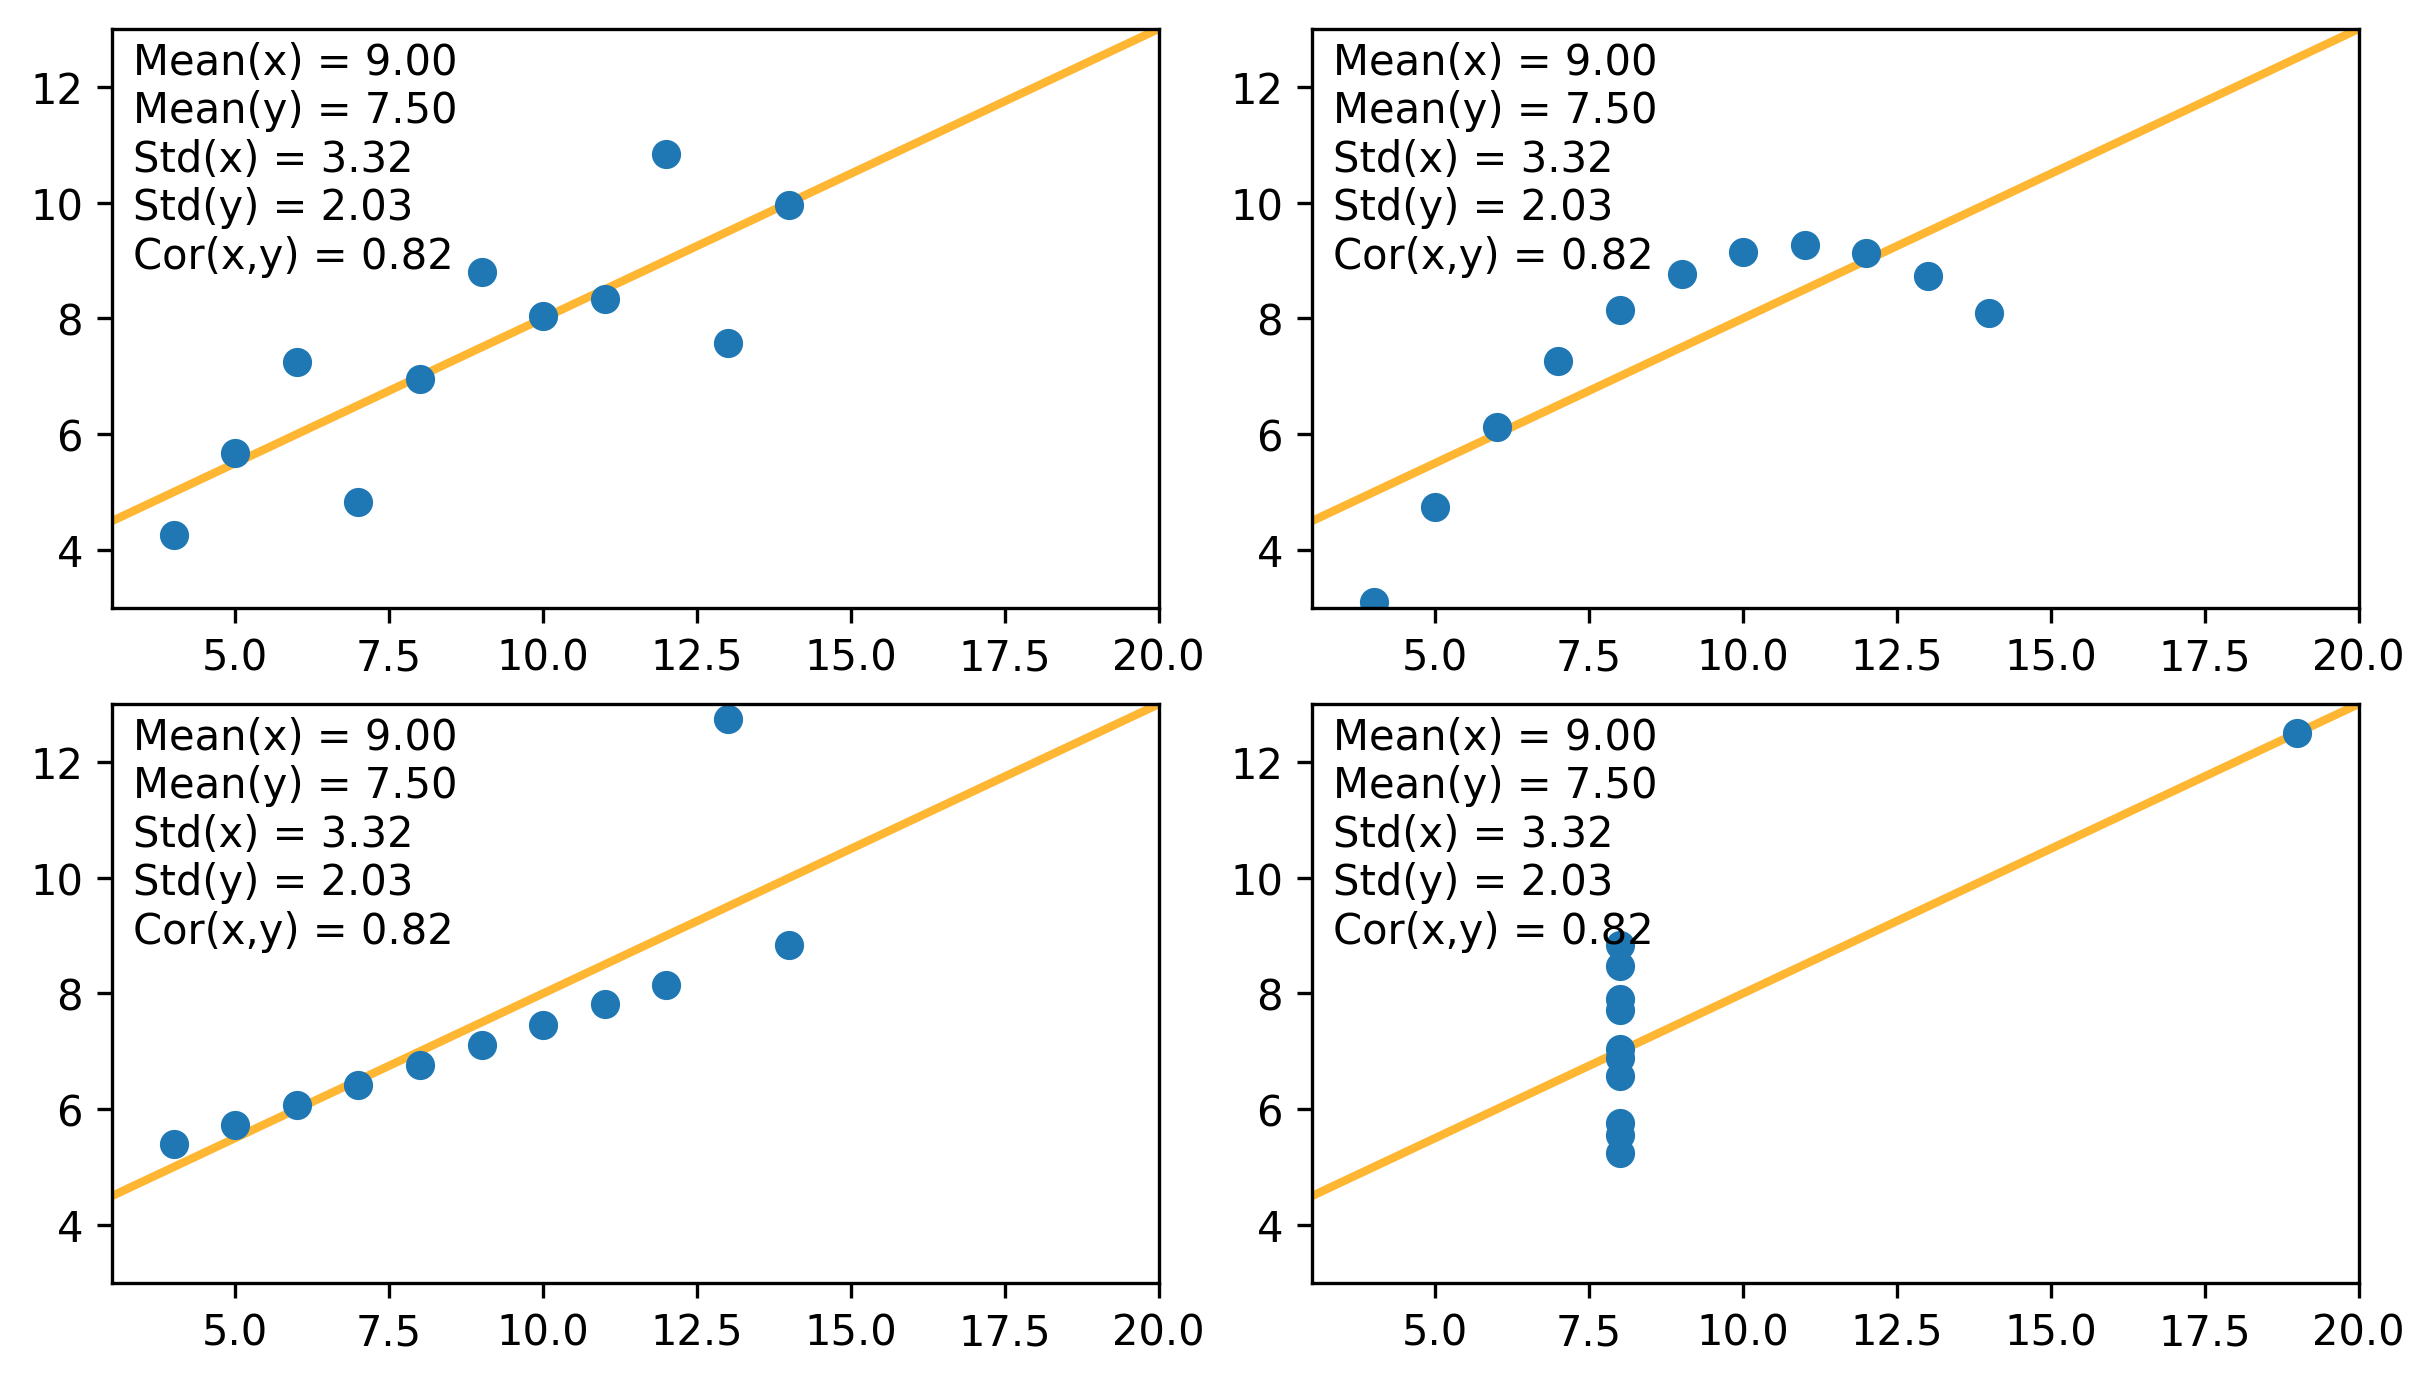 Mean(x) = 9.00
Mean(y) = 7.50
Std(x) = 3.32
Std(y) = 2.03
Cor(x,y) = 0.82
12
10
8
6
4
5.0 7.5 10.0 12.5 15.0 17.5 20.0
Mean(x) = 9.00
Mean(y) = 7.50
Std(x) = 3.32
Std(y) = 2.03
Cor(x,y) = 0.82
12
10
8
6
4
5.0 7.5 10.0 12.5 15.0 17.5 20.0
Mean(x) = 9.00
Mean(y) = 7.50
Std(x) = 3.32
Std(y) = 2.03
Cor(x,y) = 0.82
12
10
8
6
4
5.0 7.5 10.0 12.5 15.0 17.5 20.0
Mean(x) = 9.00
Mean(y) = 7.50
Std(x) = 3.32
Std(y) = 2.03
Cor(x,y) = 0.82
12
10
8
6
4
5.0 7.5 10.0 12.5 15.0 17.5 20.0